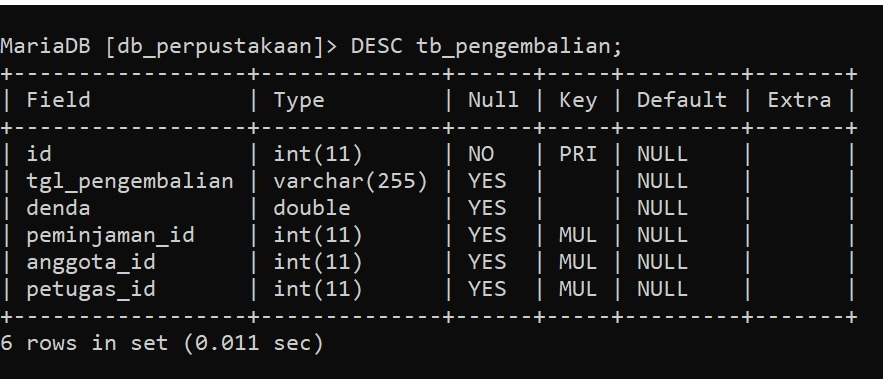 MariaDB [db_perpustakaan]> DESC tb_pengembalian;
+------------------+--------------+------+-----+---------+-------+
| Field            | Type         | Null | Key | Default | Extra |
+------------------+--------------+------+-----+---------+-------+
| id               | int(11)      | NO   | PRI | NULL    |       |
| tgl_pengembalian | varchar(255) | YES  |     | NULL    |       |
| denda            | double       | YES  |     | NULL    |       |
| peminjaman_id    | int(11)      | YES  | MUL | NULL    |       |
| anggota_id       | int(11)      | YES  | MUL | NULL    |       |
| petugas_id       | int(11)      | YES  | MUL | NULL    |       |
+------------------+--------------+------+-----+---------+-------+
6 rows in set (0.011 sec)